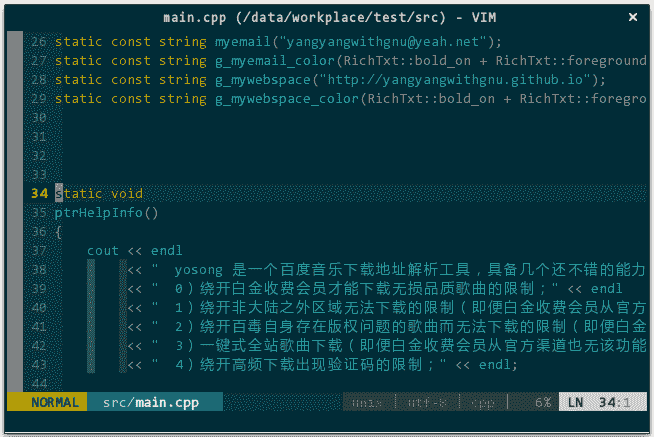 main.cpp (/data/workplace/test/src) - VIM
26 static const string myemail("yangyangwithgnu@yeah.net");
27 static const string g_myemail_color(RichTxt::bold_on + RichTxt::foreground
28 static const string g_mywebspace("http://yangyangwithgnu.github.io");
29 static const string g_mywebspace_color(RichTxt::bold_on + RichTxt::foregro
30
31
32
33
34 static void
35 ptrHelpInfo()
36 {
37 cout << endl
38 << "  yosong 是一个百度音乐下载地址解析工具，具备几个还不错的能力
39 << "  0）绕开白金收费会员才能下载无损品质歌曲的限制；" << endl
40 << "  1）绕开非大陆之外区域无法下载的限制（即便白金收费会员从官方
41 << "  2）绕开百毒自身存在版权问题的歌曲而无法下载的限制（即便白金
42 << "  3）一键式全站歌曲下载（即便白金收费会员从官方渠道也无该功能
43 << "  4）绕开高频下载出现验证码的限制；" << endl;
44
NORMAL src/main.cpp unix utf-8 cpp 6% LN 34:1